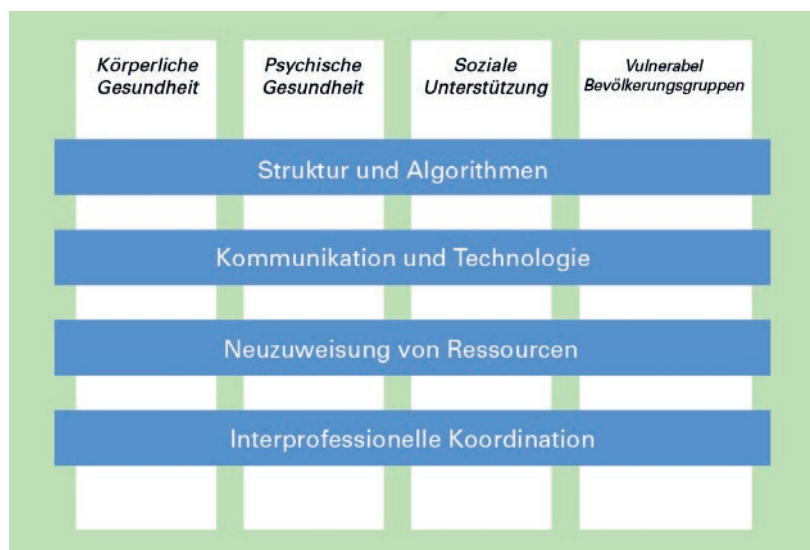 Körperliche
Gesundheit
Psychische
Gesundheit
Soziale
Unterstützung
Vulnerabel
Bevölkerungsgruppen
Struktur und Algorithmen
Kommunikation und Technologie
Neuzuweisung von Ressourcen
Interprofessionelle Koordination